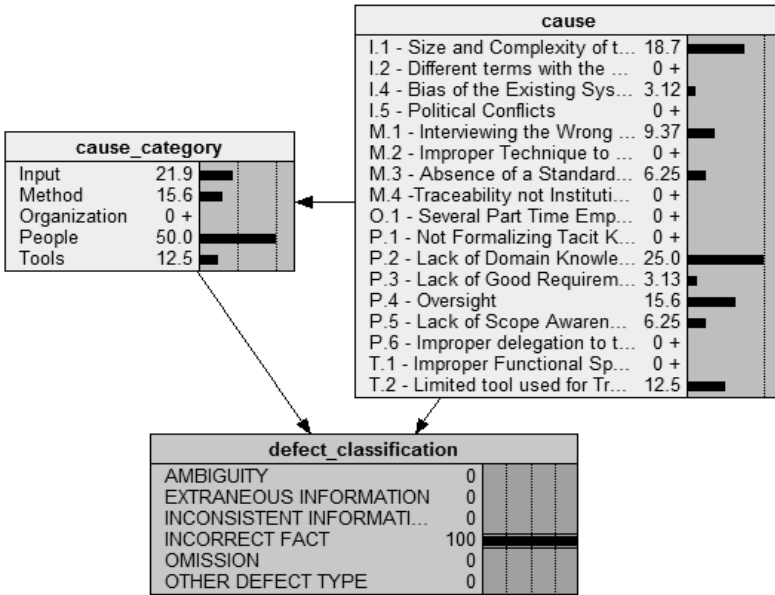 cause
I.1 - Size and Complexity of t... 18.7
I.2 - Different terms with the ... 0 +
I.4 - Bias of the Existing Sys... 3.12
I.5 - Political Conflicts 0 +
M.1 - Interviewing the Wrong ... 9.37
M.2 - Improper Technique to ... 0 +
M.3 - Absence of a Standard... 6.25
M.4 -Traceability not Instituti... 0 +
O.1 - Several Part Time Emp... 0 +
P.1 - Not Formalizing Tacit K... 0 +
P.2 - Lack of Domain Knowle... 25.0
P.3 - Lack of Good Requirem... 3.13
P.4 - Oversight 15.6
P.5 - Lack of Scope Awaren... 6.25
P.6 - Improper delegation to t... 0 +
T.1 - Improper Functional Sp... 0 +
T.2 - Limited tool used for Tr... 12.5
cause_category
Input 21.9
Method 15.6
Organization 0 +
People 50.0
Tools 12.5
defect_classification
AMBIGUITY 0
EXTRANEOUS INFORMATION 0
INCONSISTENT INFORMATI... 0
INCORRECT FACT 100
OMISSION 0
OTHER DEFECT TYPE 0